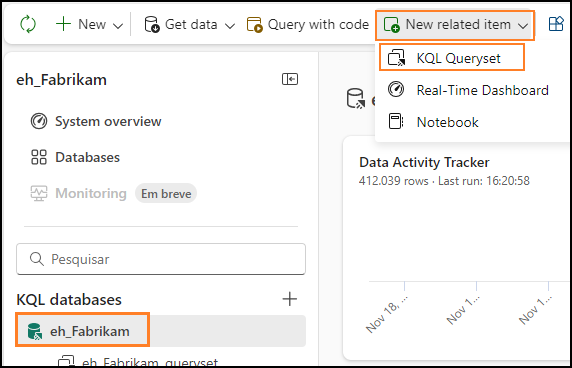 New
Get data
Query with code
New related item
KQL Queryset
Real-Time Dashboard
Notebook
eh_Fabrikam
System overview
Databases
Monitoring Em breve
Pesquisar
KQL databases
eh_Fabrikam
eh_Fabrikam_queryset
Data Activity Tracker
412.039 rows · Last run: 16:20:58
Nov 18, ...
Nov 1...
Nov 1...